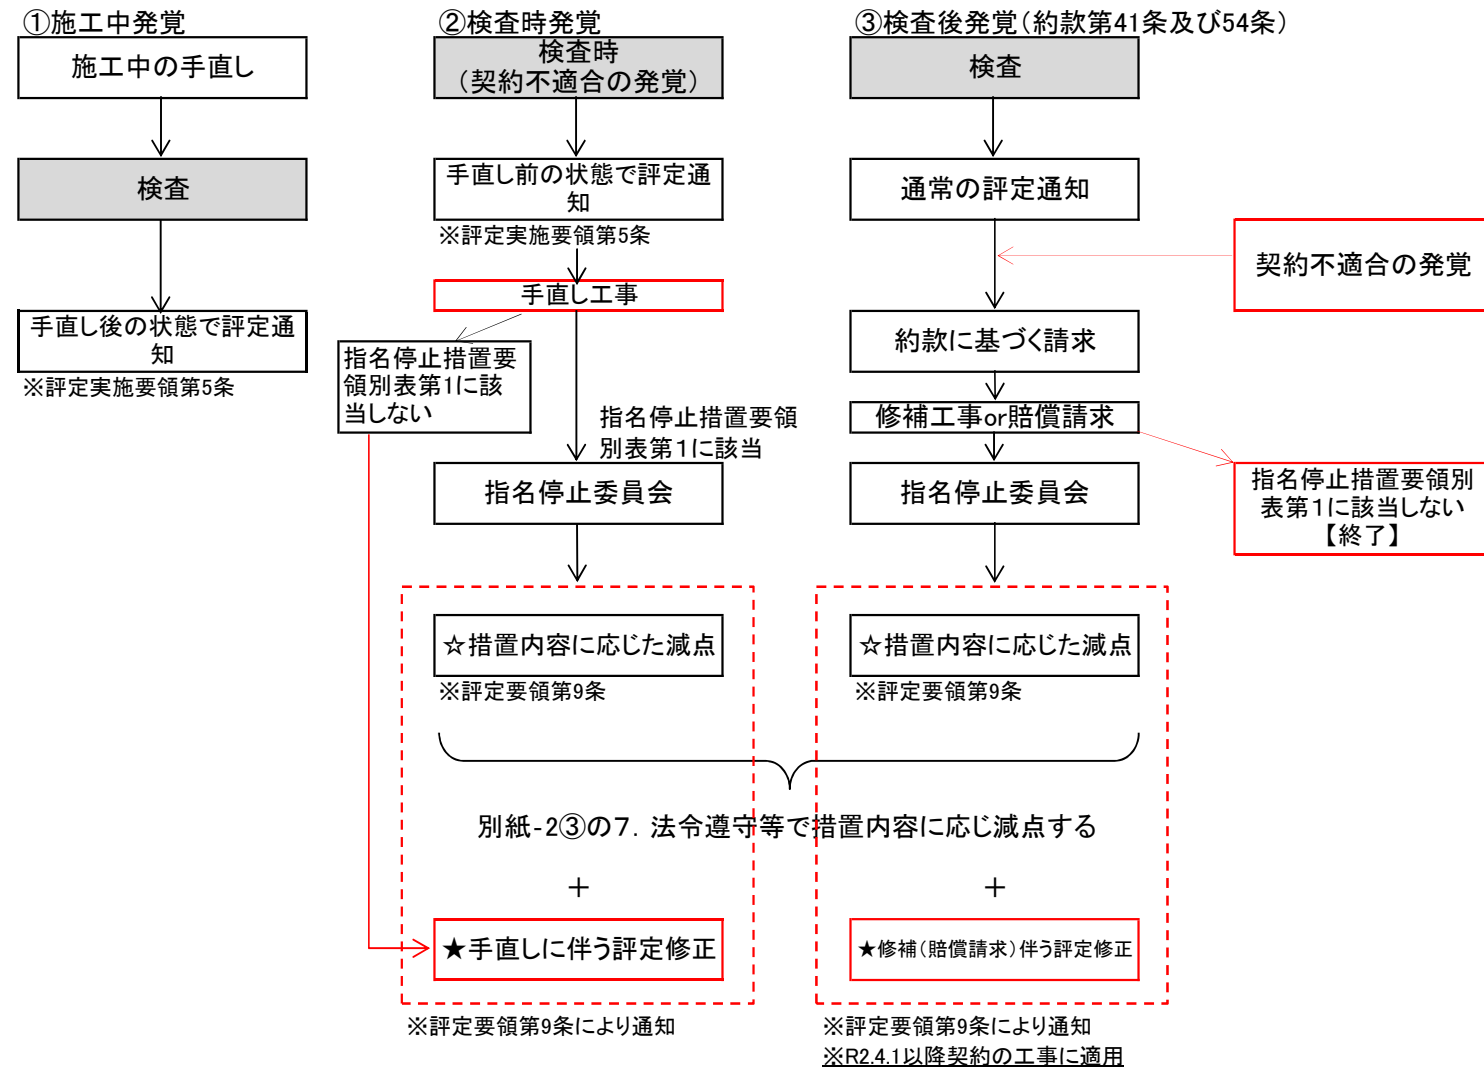 ①施工中発覚
施工中の手直し
検査
手直し後の状態で評定通
知
※評定実施要領第5条
②検査時発覚
検査時
（契約不適合の発覚）
手直し前の状態で評定通
知
※評定実施要領第5条
手直し工事
指名停止措置要
領別表第1に該
当しない
指名停止措置要領
別表第1に該当
指名停止委員会
☆措置内容に応じた減点
※評定要領第9条
③検査後発覚（約款第41条及び54条）
検査
通常の評定通知
契約不適合の発覚
約款に基づく請求
修補工事or賠償請求
指名停止委員会
指名停止措置要領別
表第1に該当しない
【終了】
☆措置内容に応じた減点
※評定要領第9条
別紙-2③の7．法令遵守等で措置内容に応じ減点する
＋
＋
★手直しに伴う評定修正
★修補（賠償請求）伴う評定修正
※評定要領第9条により通知
※評定要領第9条により通知
※R2.4.1以降契約の工事に適用